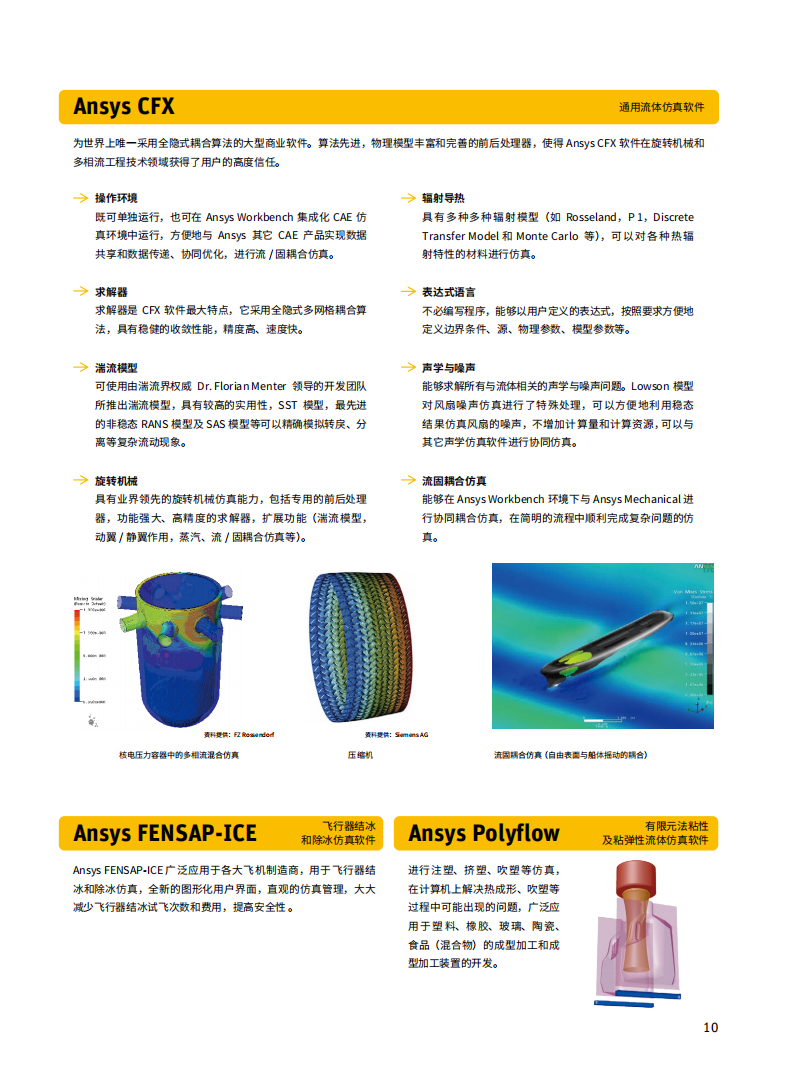 Ansys CFX
通用流体仿真软件
为世界上唯一采用全隐式耦合算法的大型商业软件。算法先进，物理模型丰富和完善的前后处理器，使得 Ansys CFX 软件在旋转机械和
多相流工程技术领域获得了用户的高度信任。
操作环境
既可单独运行，也可在 Ansys Workbench 集成化 CAE 仿
真环境中运行，方便地与 Ansys 其它 CAE 产品实现数据
共享和数据传递、协同优化，进行流 / 固耦合仿真。
求解器
求解器是 CFX 软件最大特点，它采用全隐式多网格耦合算
法，具有稳健的收敛性能，精度高、速度快。
湍流模型
可使用由湍流界权威 Dr. Florian Menter 领导的开发团队
所推出湍流模型，具有较高的实用性，SST 模型，最先进
的非稳态 RANS 模型及 SAS 模型等可以精确模拟转戾、分
离等复杂流动现象。
旋转机械
具有业界领先的旋转机械仿真能力，包括专用的前后处理
器，功能强大、高精度的求解器，扩展功能（湍流模型，
动翼 / 静翼作用，蒸汽、流 / 固耦合仿真等）。
辐射导热
具有多种多种辐射模型（如 Rosseland，P 1，Discrete
Transfer Model 和 Monte Carlo 等），可以对各种热辐
射特性的材料进行仿真。
表达式语言
不必编写程序，能够以用户定义的表达式，按照要求方便地
定义边界条件、源、物理参数、模型参数等。
声学与噪声
能够求解所有与流体相关的声学与噪声问题。Lowson 模型
对风扇噪声仿真进行了特殊处理，可以方便地利用稳态
结果仿真风扇的噪声，不增加计算量和计算资源，可以与
其它声学仿真软件进行协同仿真。
流固耦合仿真
能够在 Ansys Workbench 环境下与 Ansys Mechanical 进
行协同耦合仿真，在简明的流程中顺利完成复杂问题的仿
真。
资料提供：FZ Rossendorf
核电压力容器中的多相流混合仿真
资料提供：Siemens AG
压缩机
流固耦合仿真（自由表面与船体摇动的耦合）
Ansys FENSAP-ICE
飞行器结冰
和除冰仿真软件
Ansys FENSAP-ICE 广泛应用于各大飞机制造商，用于飞行器结
冰和除冰仿真，全新的图形化用户界面，直观的仿真管理，大大
减少飞行器结冰试飞次数和费用，提高安全性 。
Ansys Polyflow
有限元法粘性
及粘弹性流体仿真软件
进行注塑、挤塑、吹塑等仿真，
在计算机上解决热成形、吹塑等
过程中可能出现的问题，广泛应
用于塑料、橡胶、玻璃、陶瓷、
食品（混合物）的成型加工和成
型加工装置的开发。
10